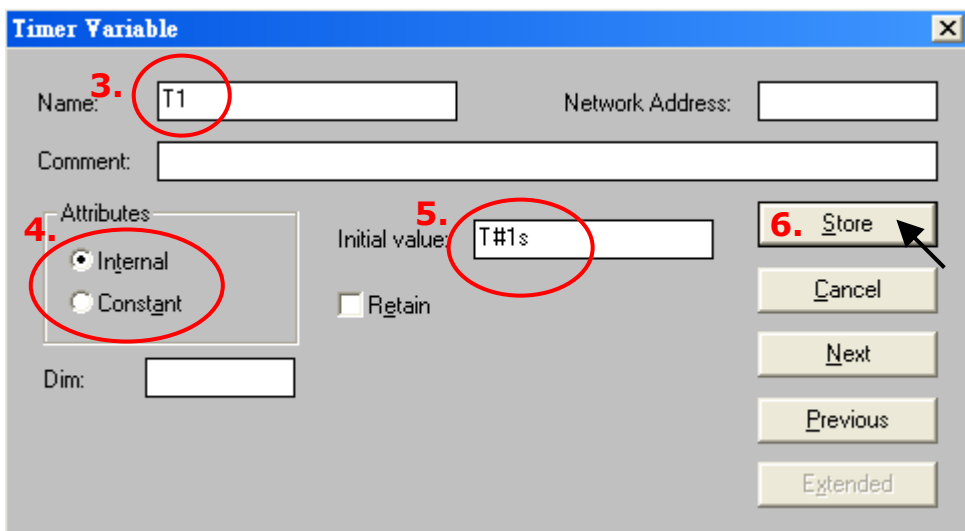 Timer Variable
3.
Name: T1 Network Address:
Comment:
Attributes
4.
Internal
Constant
5.
Initial value: T#1s
Retain
Dim:
6. Store
Cancel
Next
Previous
Extended